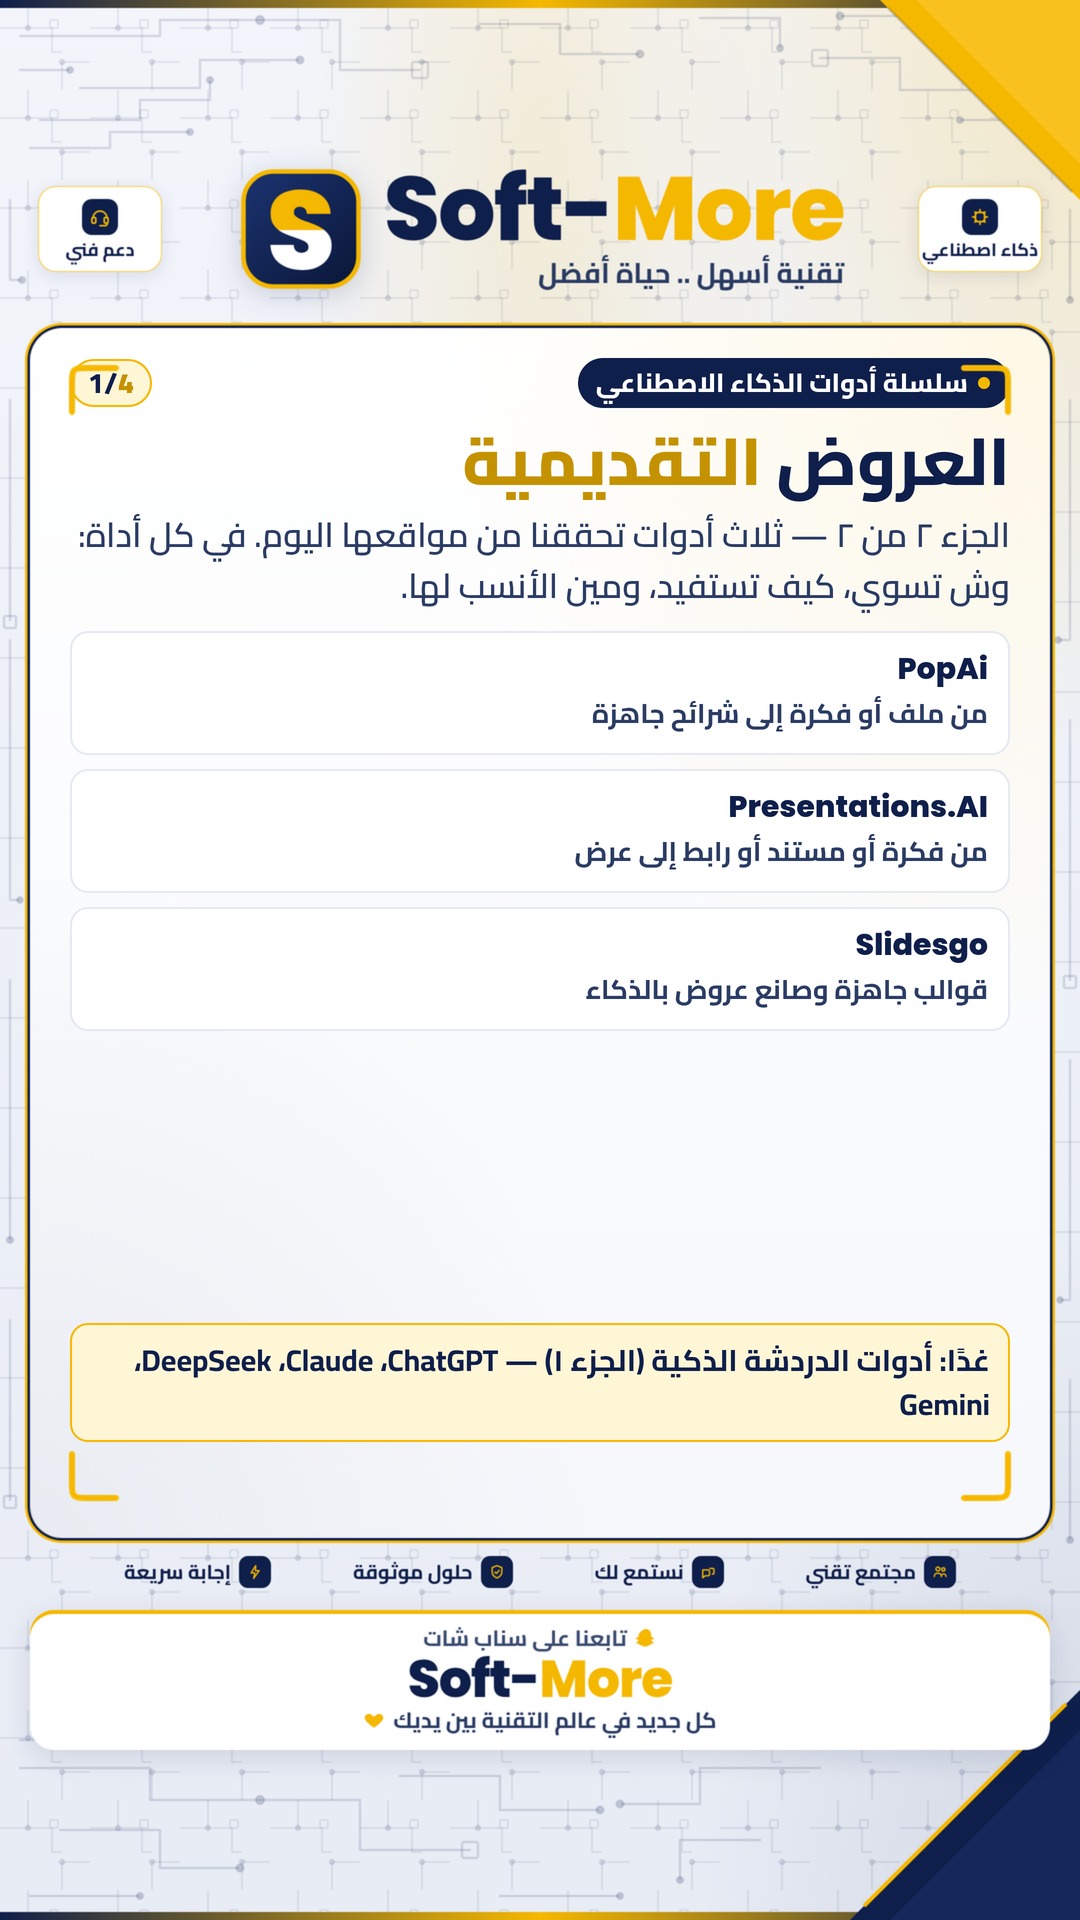 ذكاء اصطناعي
Soft-More
تقنية أسهل .. حياة أفضل
S
دعم فني
سلسلة أدوات الذكاء الاصطناعي
1/4
العروض التقديمية
الجزء ٢ من ٢ — ثلاث أدوات تحققنا من مواقعها اليوم. في كل أداة:
وش تسوي، كيف تستفيد، ومين الأنسب لها.
PopAi
من ملف أو فكرة إلى شرائح جاهزة
Presentations.AI
من فكرة أو مستند أو رابط إلى عرض
Slidesgo
قوالب جاهزة وصانع عروض بالذكاء
غدًا: أدوات الدردشة الذكية (الجزء ١) — ChatGPT، Claude، DeepSeek،
Gemini
مجتمع تقني
نستمع لك
حلول موثوقة
إجابة سريعة
تابعنا على سناب شات
Soft-More
كل جديد في عالم التقنية بين يديك